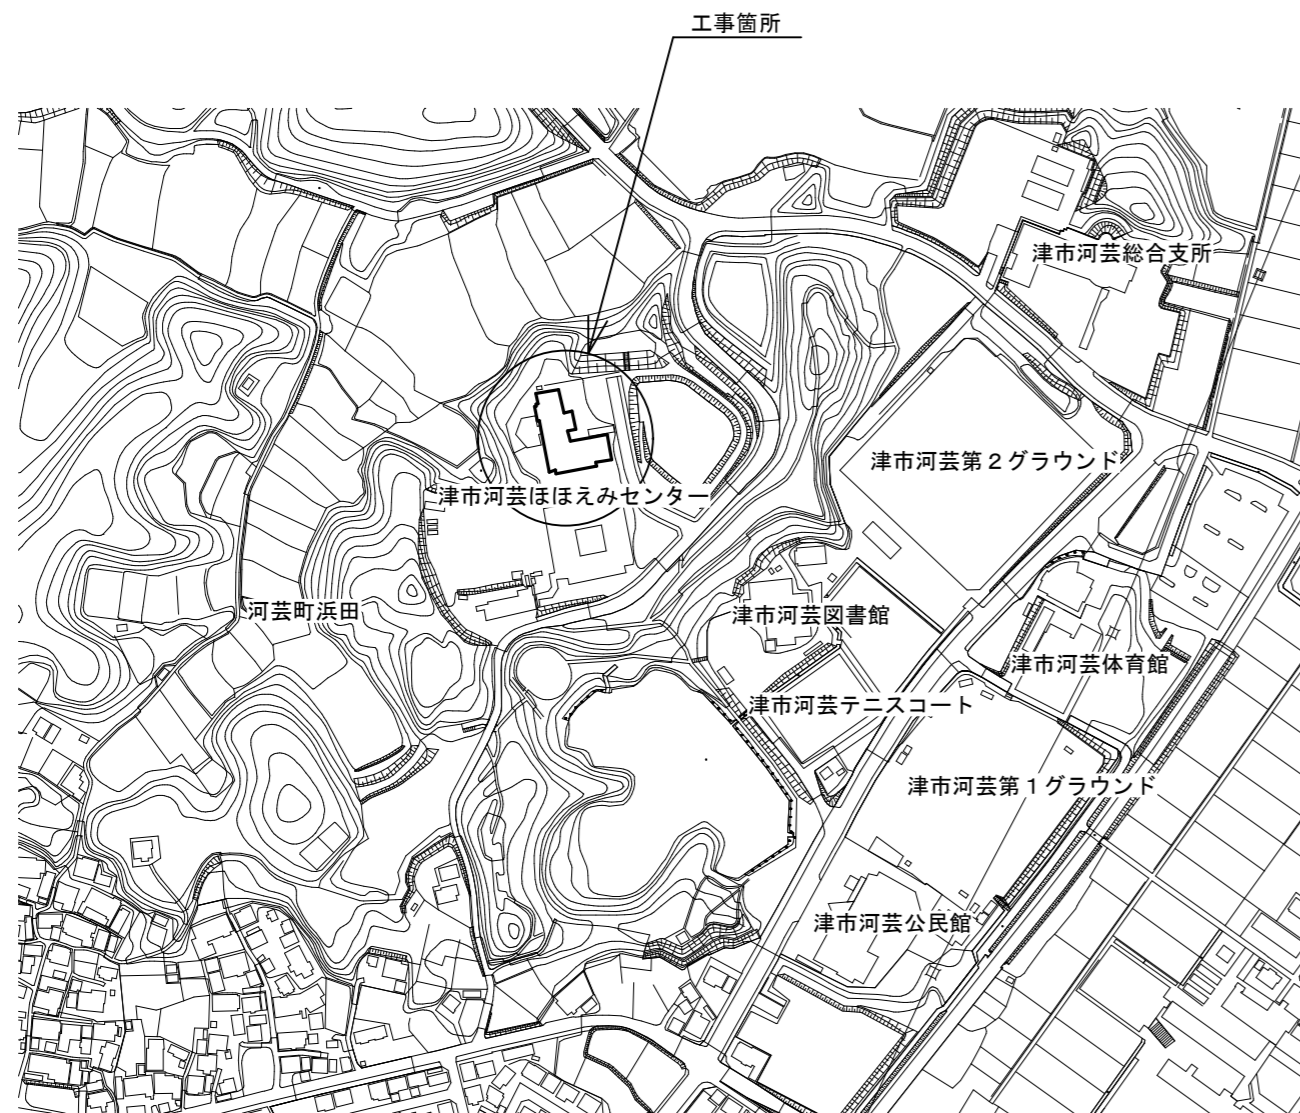 工事箇所
津市河芸総合支所
津市河芸第２グラウンド
津市河芸ほほえみセンター
河芸町浜田
津市河芸図書館
津市河芸体育館
津市河芸テニスコート
津市河芸第１グラウンド
津市河芸公民館